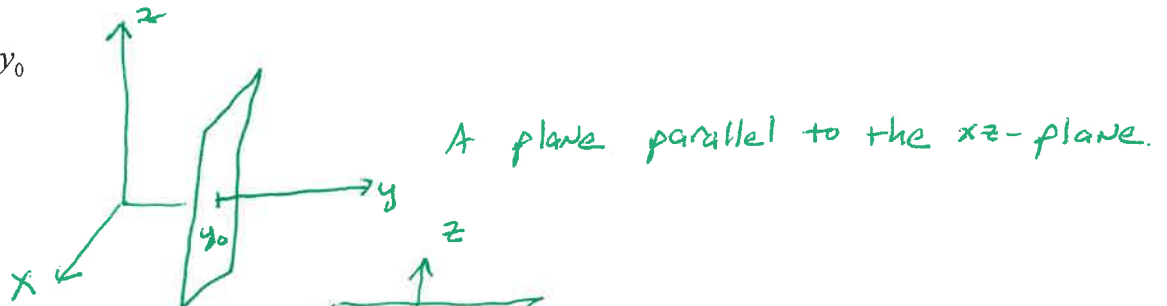 z
y₀
A plane parallel to the xz-plane.
y
y₀
z
x